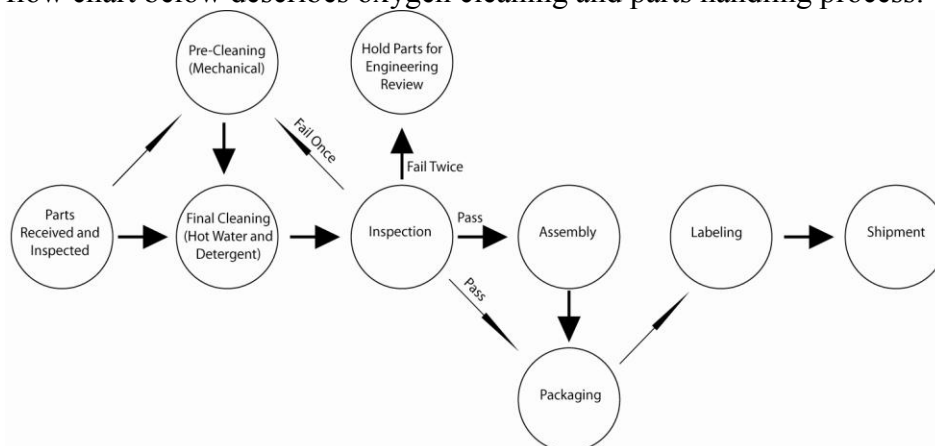 flow chart below describes oxygen cleaning and parts handling process.
Pre-Cleaning
(Mechanical)
Hold Parts for
Engineering
Review
Fail Once
Fail Twice
Parts
Received and
Inspected
Final Cleaning
(Hot Water and
Detergent)
Inspection
Pass
Assembly
Labeling
Shipment
Pass
Packaging